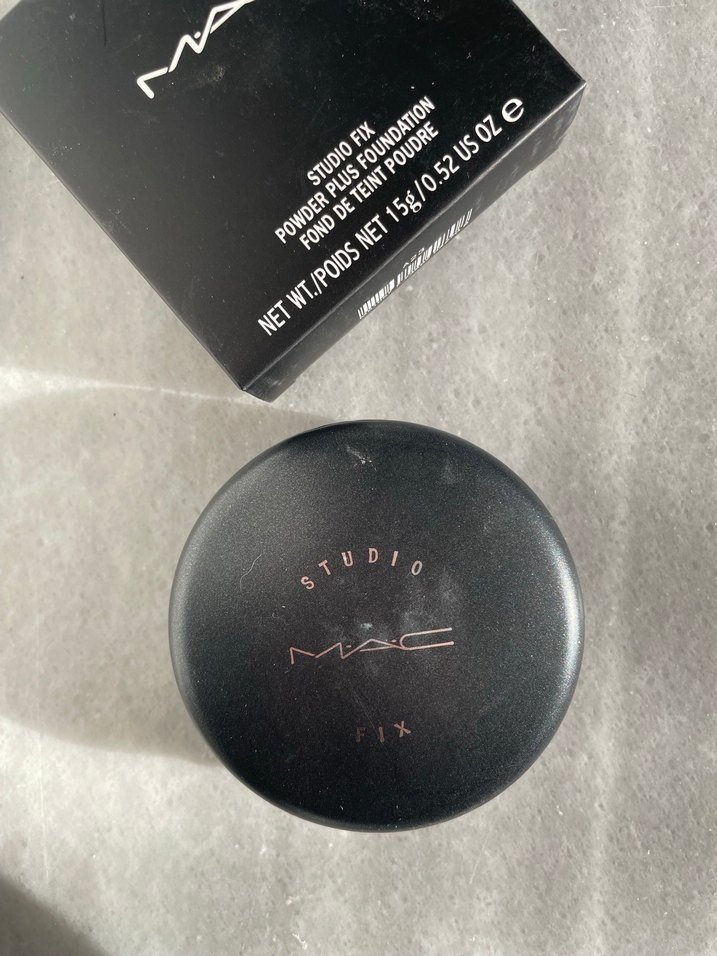 STUDIO FIX
POWDER PLUS FOUNDATION
FOND DE TEINT POUDRE
NET WT./POIDS NET 15g/0.52 US OZ ℮
STUDIO
M·A·C
FIX